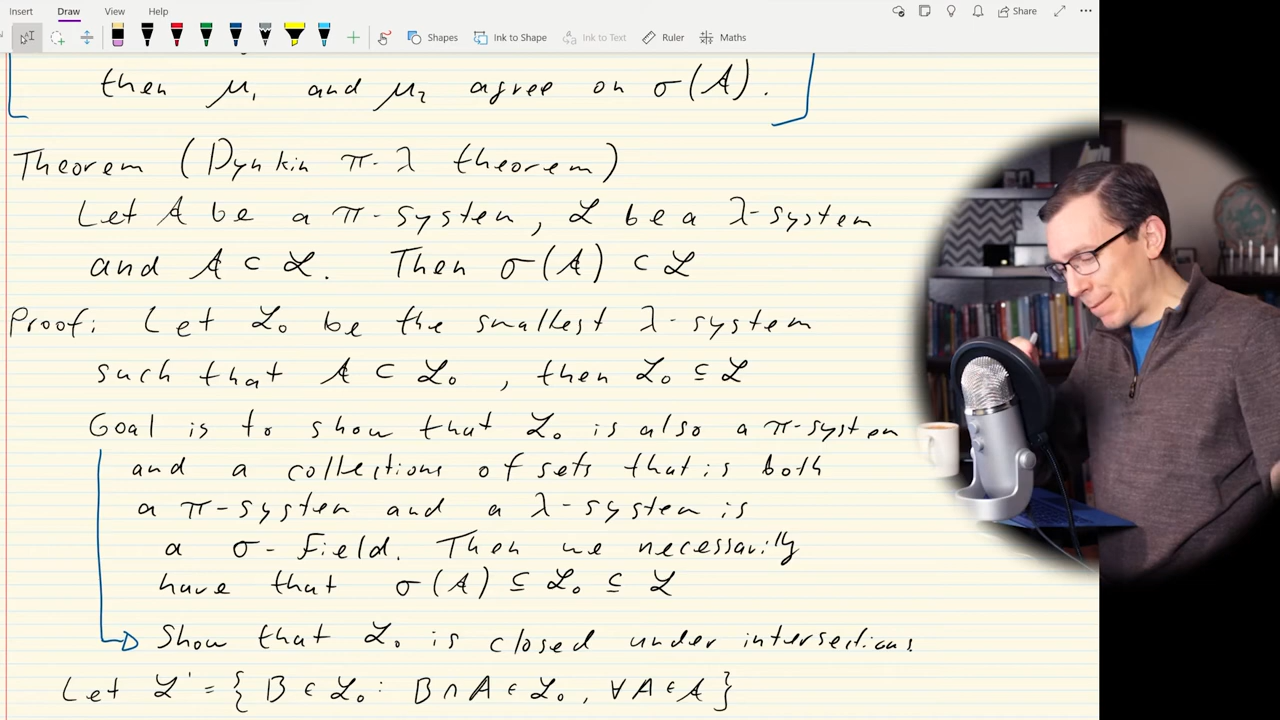 Insert Draw View Help Share
Shapes Ink to Shape Ink to Text Ruler Maths
then μ₁ and μ₂ agree on σ(A).
Theorem (Dynkin π-λ theorem)
Let A be a π-system, ℒ be a λ-system
and A ⊂ ℒ. Then σ(A) ⊂ ℒ
Proof: Let ℒ₀ be the smallest λ-system
such that A ⊂ ℒ₀, then ℒ₀ ⊆ ℒ
Goal is to show that ℒ₀ is also a π-system
and a collections of sets that is both
a π-system and a λ-system is
a σ-field. Then we necessarily
have that σ(A) ⊆ ℒ₀ ⊆ ℒ
Show that ℒ₀ is closed under intersections.
Let ℒ' = { B ∈ ℒ₀ : B ∩ A ∈ ℒ₀, ∀ A ∈ A }